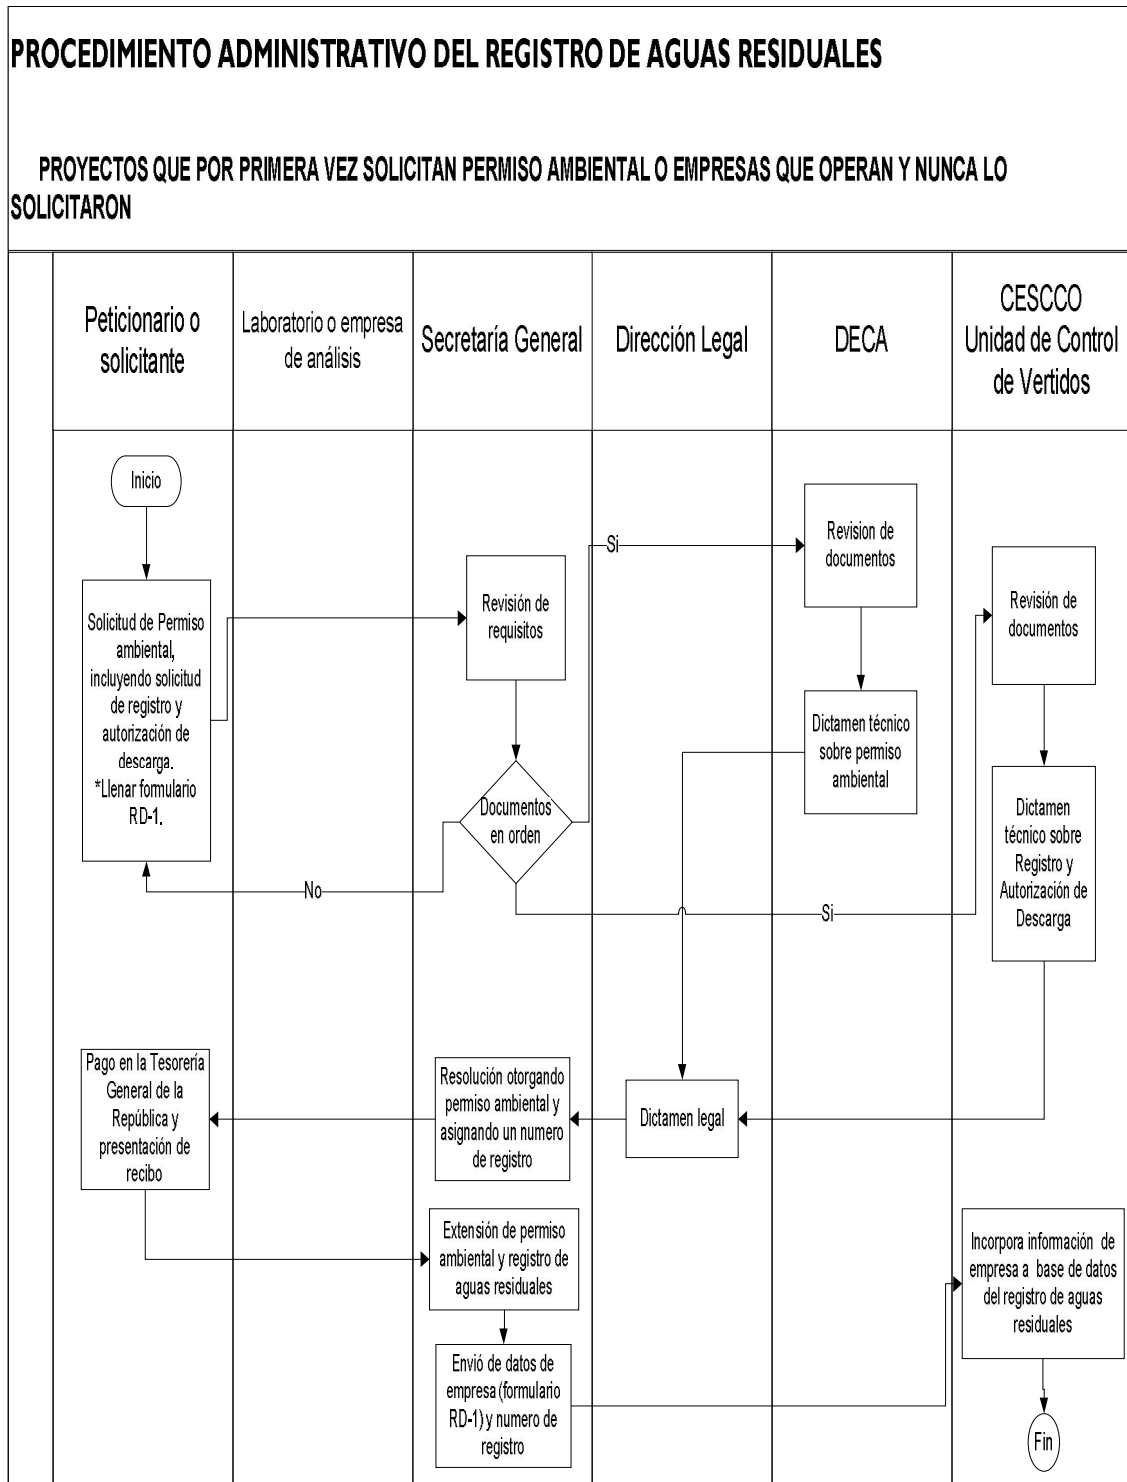 PROCEDIMIENTO ADMINISTRATIVO DEL REGISTRO DE AGUAS RESIDUALES
PROYECTOS QUE POR PRIMERA VEZ SOLICITAN PERMISO AMBIENTAL O EMPRESAS QUE OPERAN Y NUNCA LO
SOLICITARON
Peticionario o
solicitante
Laboratorio o empresa
de análisis
Secretaría General
Dirección Legal
DECA
CESCCO
Unidad de Control
de Vertidos
Inicio
Solicitud de Permiso
ambiental,
incluyendo solicitud
de registro y
autorización de
descarga.
*Llenar formulario
RD-1.
Revisión de
requisitos
Documentos
en orden
No
Si
Si
Revision de
documentos
Dictamen técnico
sobre permiso
ambiental
Revisión de
documentos
Dictamen
técnico sobre
Registro y
Autorización de
Descarga
Dictamen legal
Resolución otorgando
permiso ambiental y
asignando un numero
de registro
Pago en la Tesorería
General de la
República y
presentación de
recibo
Extensión de permiso
ambiental y registro de
aguas residuales
Envió de datos de
empresa (formulario
RD-1) y numero de
registro
Incorpora información de
empresa a base de datos
del registro de aguas
residuales
Fin